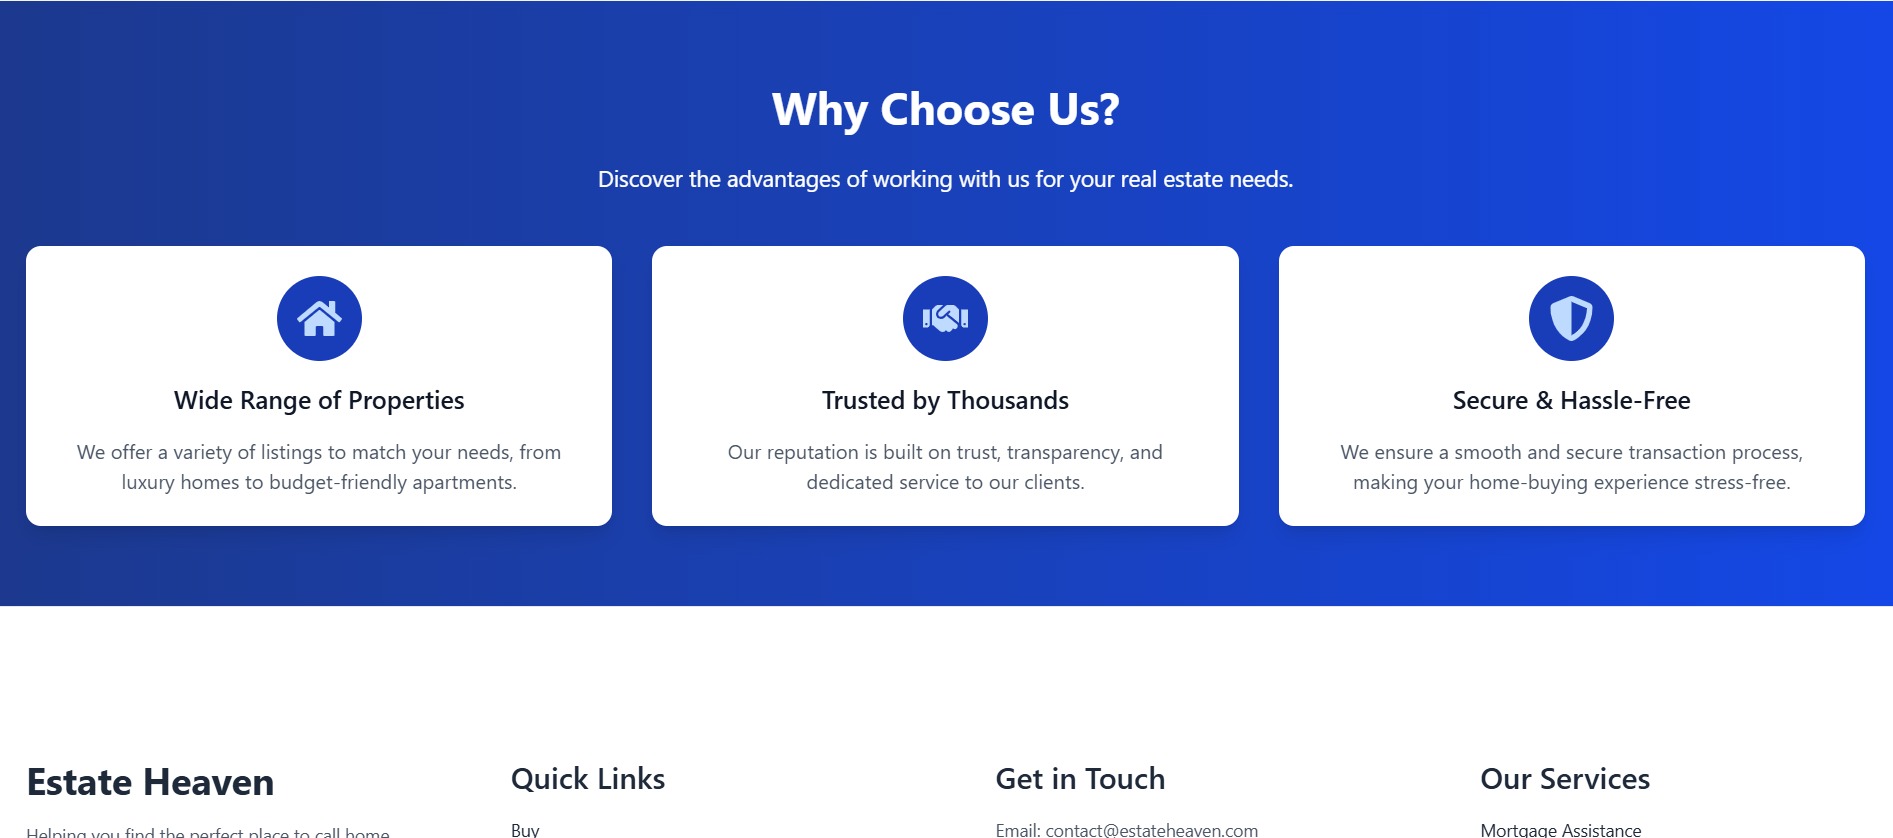 Why Choose Us?
Discover the advantages of working with us for your real estate needs.
Wide Range of Properties
We offer a variety of listings to match your needs, from
luxury homes to budget-friendly apartments.
Trusted by Thousands
Our reputation is built on trust, transparency, and
dedicated service to our clients.
Secure & Hassle-Free
We ensure a smooth and secure transaction process,
making your home-buying experience stress-free.
Estate Heaven
Helping you find the perfect place to call home
Quick Links
Buy
Get in Touch
Email: contact@estateheaven.com
Our Services
Mortgage Assistance